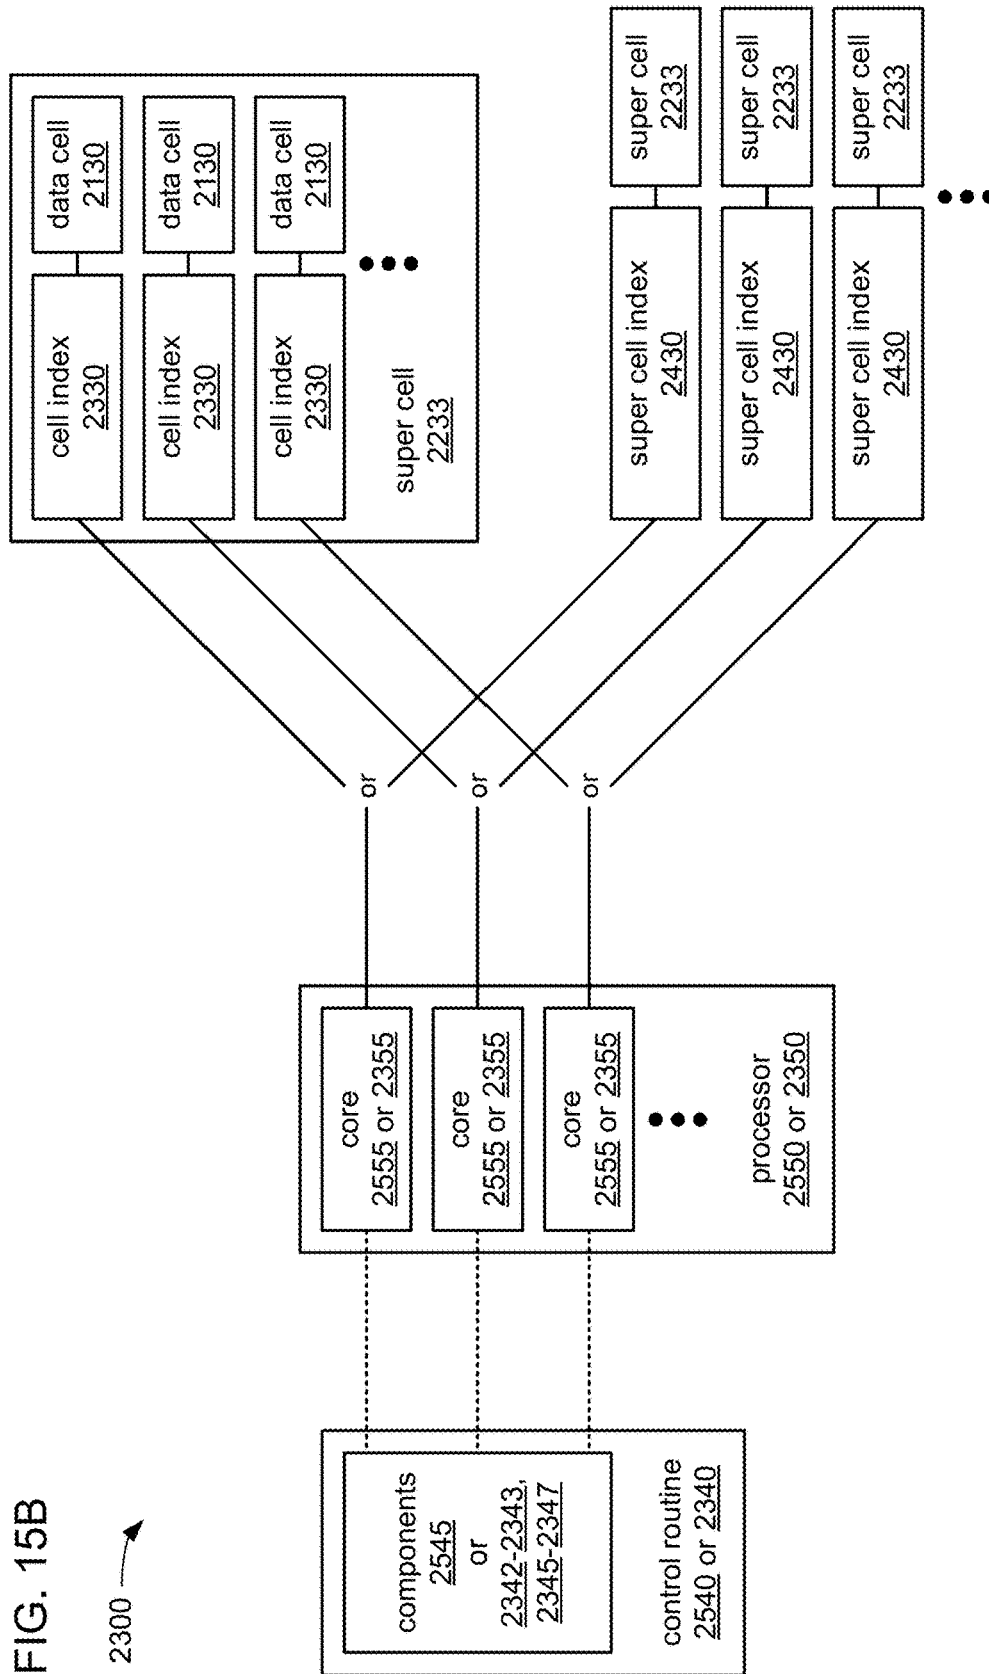 FIG. 15B
2300
components
2545
or
2342-2343,
2345-2347
control routine
2540 or 2340
core
2555 or 2355
core
2555 or 2355
core
2555 or 2355
processor
2550 or 2350
or
or
or
cell index
2330
data cell
2130
cell index
2330
data cell
2130
cell index
2330
data cell
2130
super cell
2233
super cell index
2430
super cell
2233
super cell index
2430
super cell
2233
super cell index
2430
super cell
2233